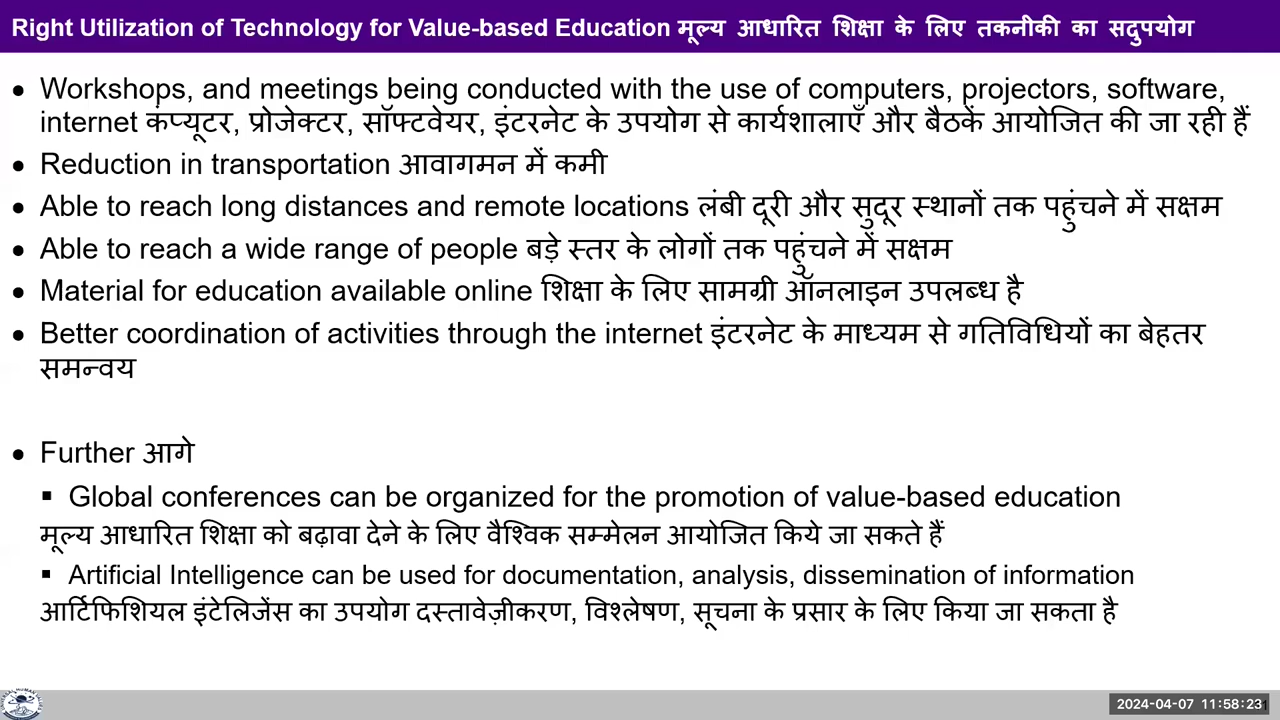 Right Utilization of Technology for Value-based Education मूल्य आधारित शिक्षा के लिए तकनीकी का सदुपयोग
● Workshops, and meetings being conducted with the use of computers, projectors, software,
internet कंप्यूटर, प्रोजेक्टर, सॉफ्टवेयर, इंटरनेट के उपयोग से कार्यशालाएँ और बैठकें आयोजित की जा रही हैं
● Reduction in transportation आवागमन में कमी
● Able to reach long distances and remote locations लंबी दूरी और सुदूर स्थानों तक पहुंचने में सक्षम
● Able to reach a wide range of people बड़े स्तर के लोगों तक पहुंचने में सक्षम
● Material for education available online शिक्षा के लिए सामग्री ऑनलाइन उपलब्ध है
● Better coordination of activities through the internet इंटरनेट के माध्यम से गतिविधियों का बेहतर
समन्वय
● Further आगे
▪ Global conferences can be organized for the promotion of value-based education
मूल्य आधारित शिक्षा को बढ़ावा देने के लिए वैश्विक सम्मेलन आयोजित किये जा सकते हैं
▪ Artificial Intelligence can be used for documentation, analysis, dissemination of information
आर्टिफिशियल इंटेलिजेंस का उपयोग दस्तावेज़ीकरण, विश्लेषण, सूचना के प्रसार के लिए किया जा सकता है
2024-04-07 11:58:23